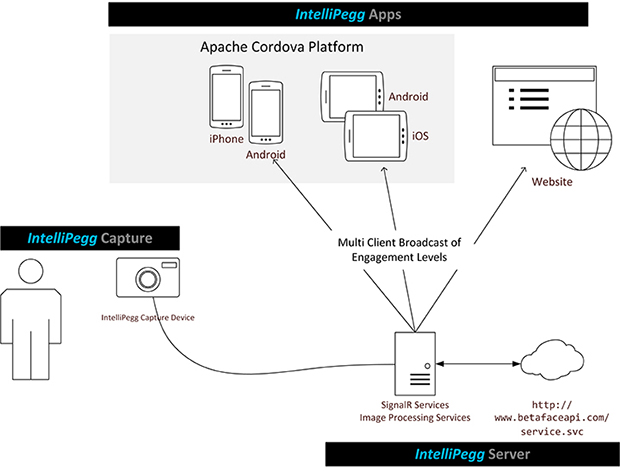 IntelliPegg Apps
Apache Cordova Platform
iPhone
Android
Android
iOS
Website
Multi Client Broadcast of
Engagement Levels
IntelliPegg Capture
IntelliPegg Capture Device
SignalR Services
Image Processing Services
http://
www.betafaceapi.com/
service.svc
IntelliPegg Server